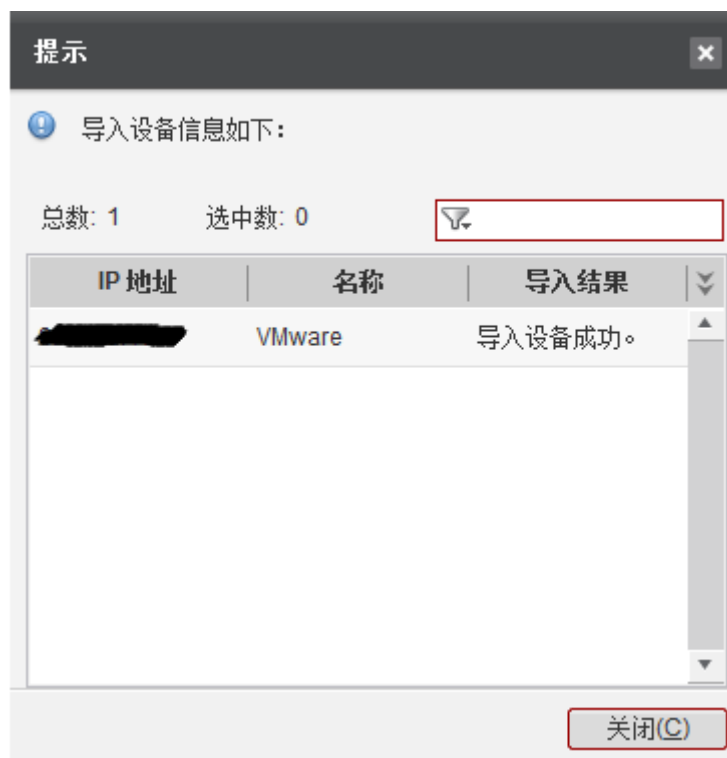 提示
导入设备信息如下：
总数: 1 选中数: 0
IP 地址 名称 导入结果
VMware 导入设备成功。
关闭(C)